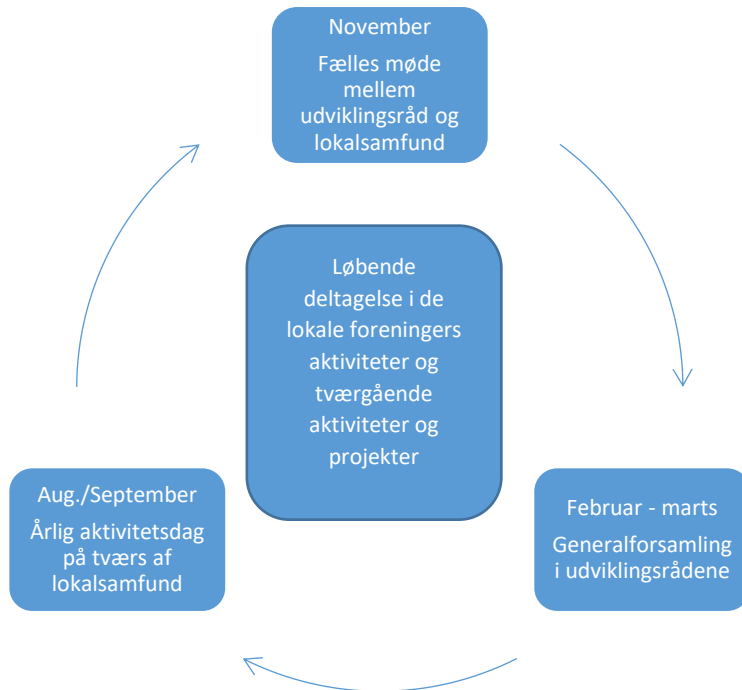 November
Fælles møde
mellem
udviklingsråd og
lokalsamfund
Løbende
deltagelse i de
lokale foreningers
aktiviteter og
tværgående
aktiviteter og
projekter
Aug./September
Årlig aktivitetsdag
på tværs af
lokalsamfund
Februar - marts
Generalforsamling
i udviklingsrådene